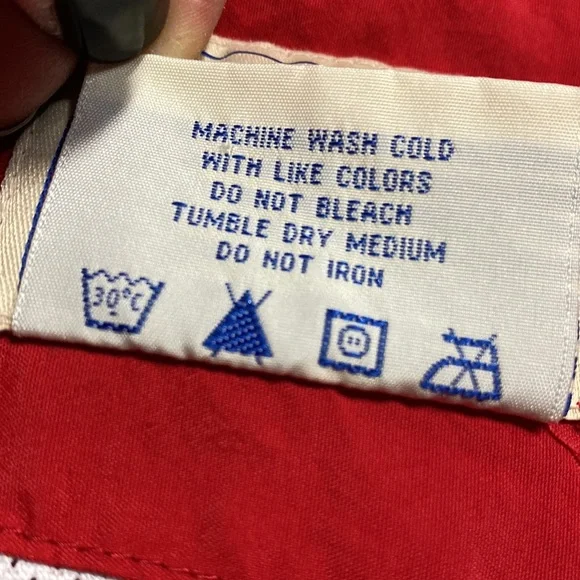 MACHINE WASH COLD
WITH LIKE COLORS
DO NOT BLEACH
TUMBLE DRY MEDIUM
DO NOT IRON
30°C